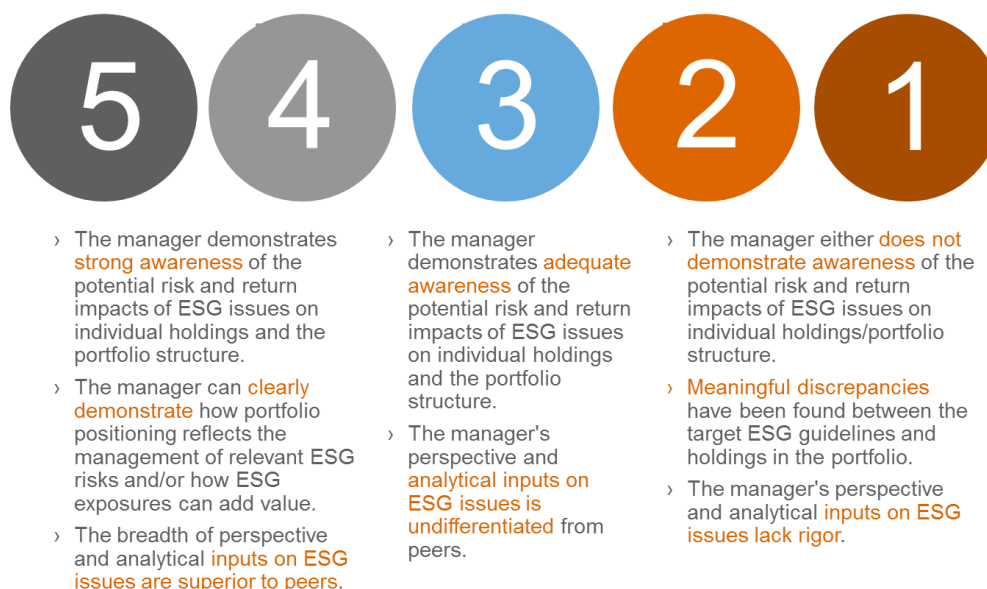 5
4
3
2
1
› The manager demonstrates
strong awareness of the
potential risk and return
impacts of ESG issues on
individual holdings and the
portfolio structure.
› The manager can clearly
demonstrate how portfolio
positioning reflects the
management of relevant ESG
risks and/or how ESG
exposures can add value.
› The breadth of perspective
and analytical inputs on ESG
issues are superior to peers.
› The manager
demonstrates adequate
awareness of the
potential risk and return
impacts of ESG issues
on individual holdings
and the portfolio
structure.
› The manager's
perspective and
analytical inputs on
ESG issues is
undifferentiated from
peers.
› The manager either does not
demonstrate awareness of the
potential risk and return
impacts of ESG issues on
individual holdings/portfolio
structure.
› Meaningful discrepancies
have been found between the
target ESG guidelines and
holdings in the portfolio.
› The manager's perspective
and analytical inputs on ESG
issues lack rigor.